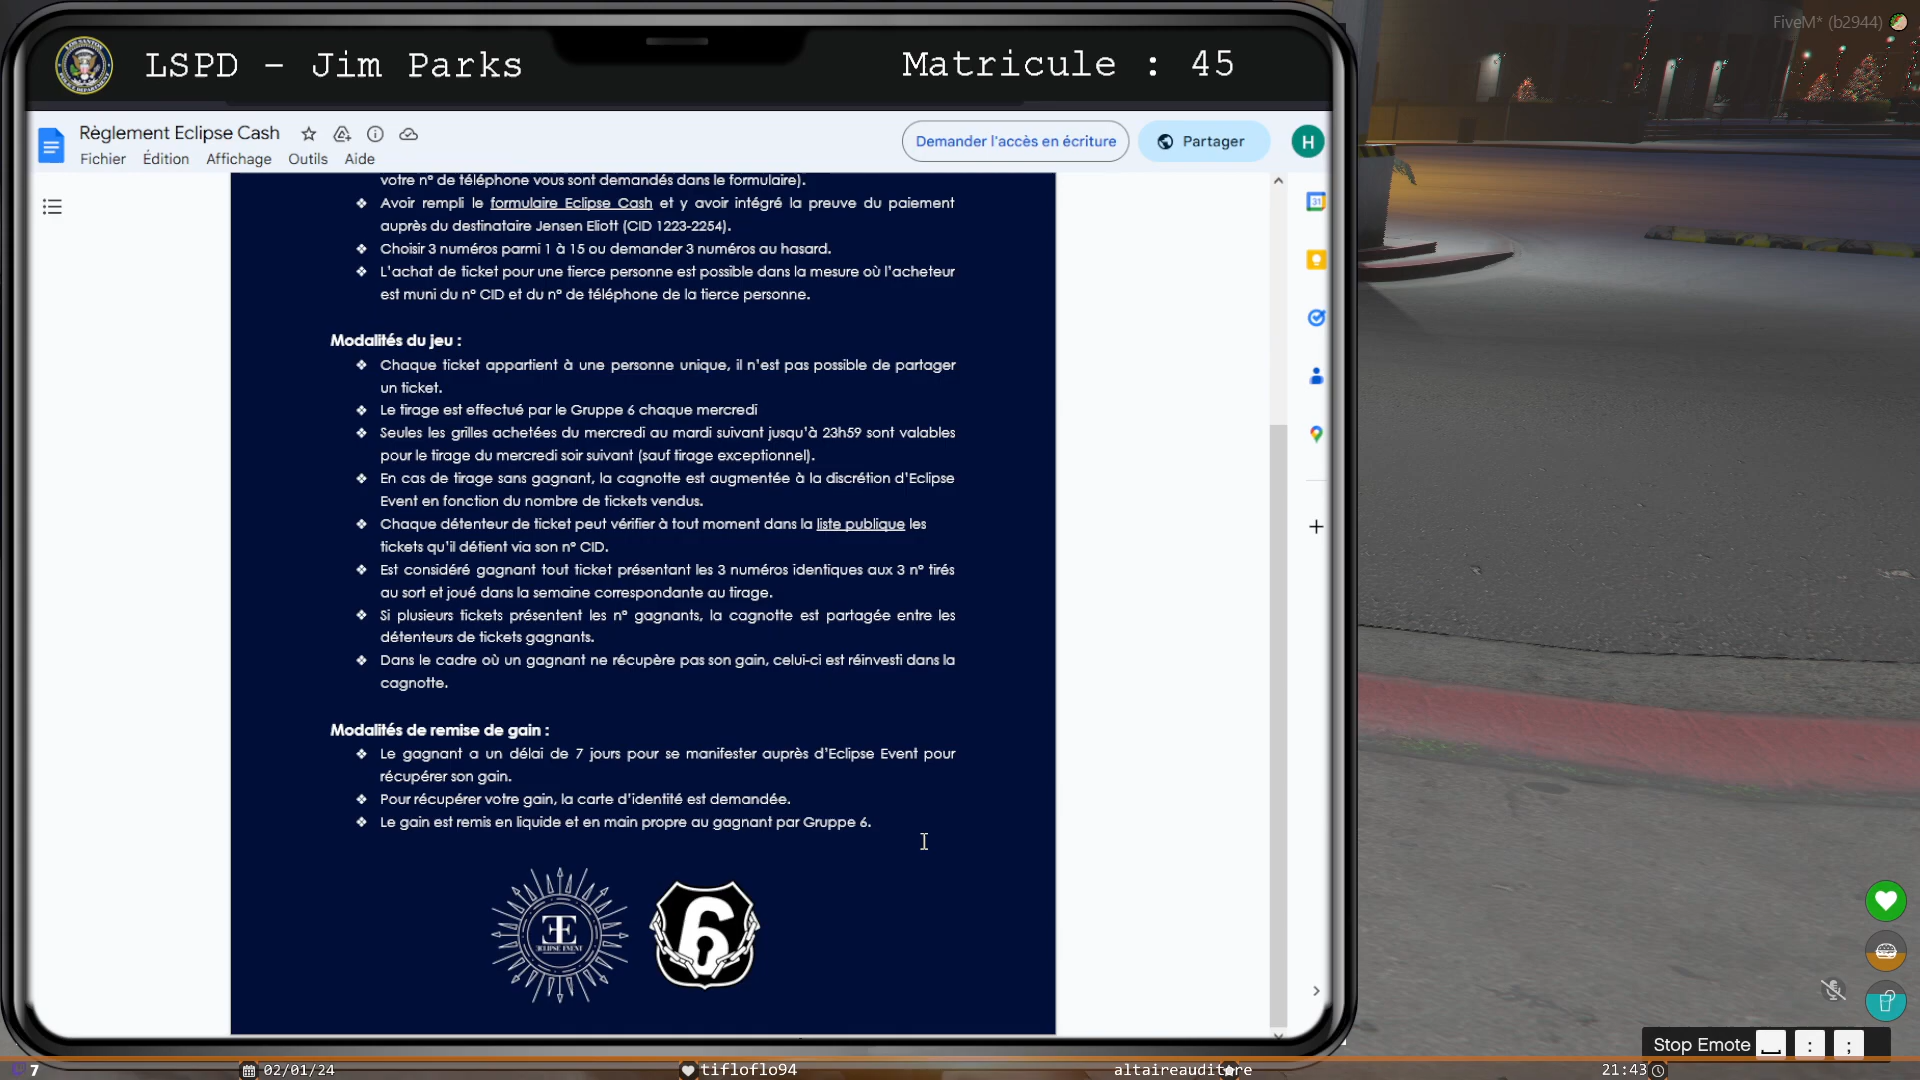 FiveM* (b2944)
LSPD - Jim Parks
Matricule : 45
Règlement Eclipse Cash
Fichier Édition Affichage Outils Aide
Demander l'accès en écriture
Partager
H
votre n° de téléphone vous sont demandés dans le formulaire).
❖ Avoir rempli le formulaire Eclipse Cash et y avoir intégré la preuve du paiement
auprès du destinataire Jensen Eliott (CID 1223-2254).
❖ Choisir 3 numéros parmi 1 à 15 ou demander 3 numéros au hasard.
❖ L'achat de ticket pour une tierce personne est possible dans la mesure où l'acheteur
est muni du n° CID et du n° de téléphone de la tierce personne.
Modalités du jeu :
❖ Chaque ticket appartient à une personne unique, il n'est pas possible de partager
un ticket.
❖ Le tirage est effectué par le Gruppe 6 chaque mercredi
❖ Seules les grilles achetées du mercredi au mardi suivant jusqu'à 23h59 sont valables
pour le tirage du mercredi soir suivant (sauf tirage exceptionnel).
❖ En cas de tirage sans gagnant, la cagnotte est augmentée à la discrétion d'Eclipse
Event en fonction du nombre de tickets vendus.
❖ Chaque détenteur de ticket peut vérifier à tout moment dans la liste publique les
tickets qu'il détient via son n° CID.
❖ Est considéré gagnant tout ticket présentant les 3 numéros identiques aux 3 n° tirés
au sort et joué dans la semaine correspondante au tirage.
❖ Si plusieurs tickets présentent les n° gagnants, la cagnotte est partagée entre les
détenteurs de tickets gagnants.
❖ Dans le cadre où un gagnant ne récupère pas son gain, celui-ci est réinvesti dans la
cagnotte.
Modalités de remise de gain :
❖ Le gagnant a un délai de 7 jours pour se manifester auprès d'Eclipse Event pour
récupérer son gain.
❖ Pour récupérer votre gain, la carte d'identité est demandée.
❖ Le gain est remis en liquide et en main propre au gagnant par Gruppe 6.
ECLIPSE EVENT
6
31
Stop Emote : ;
7
02/01/24
tifloflo94
altaireauditore
21:43